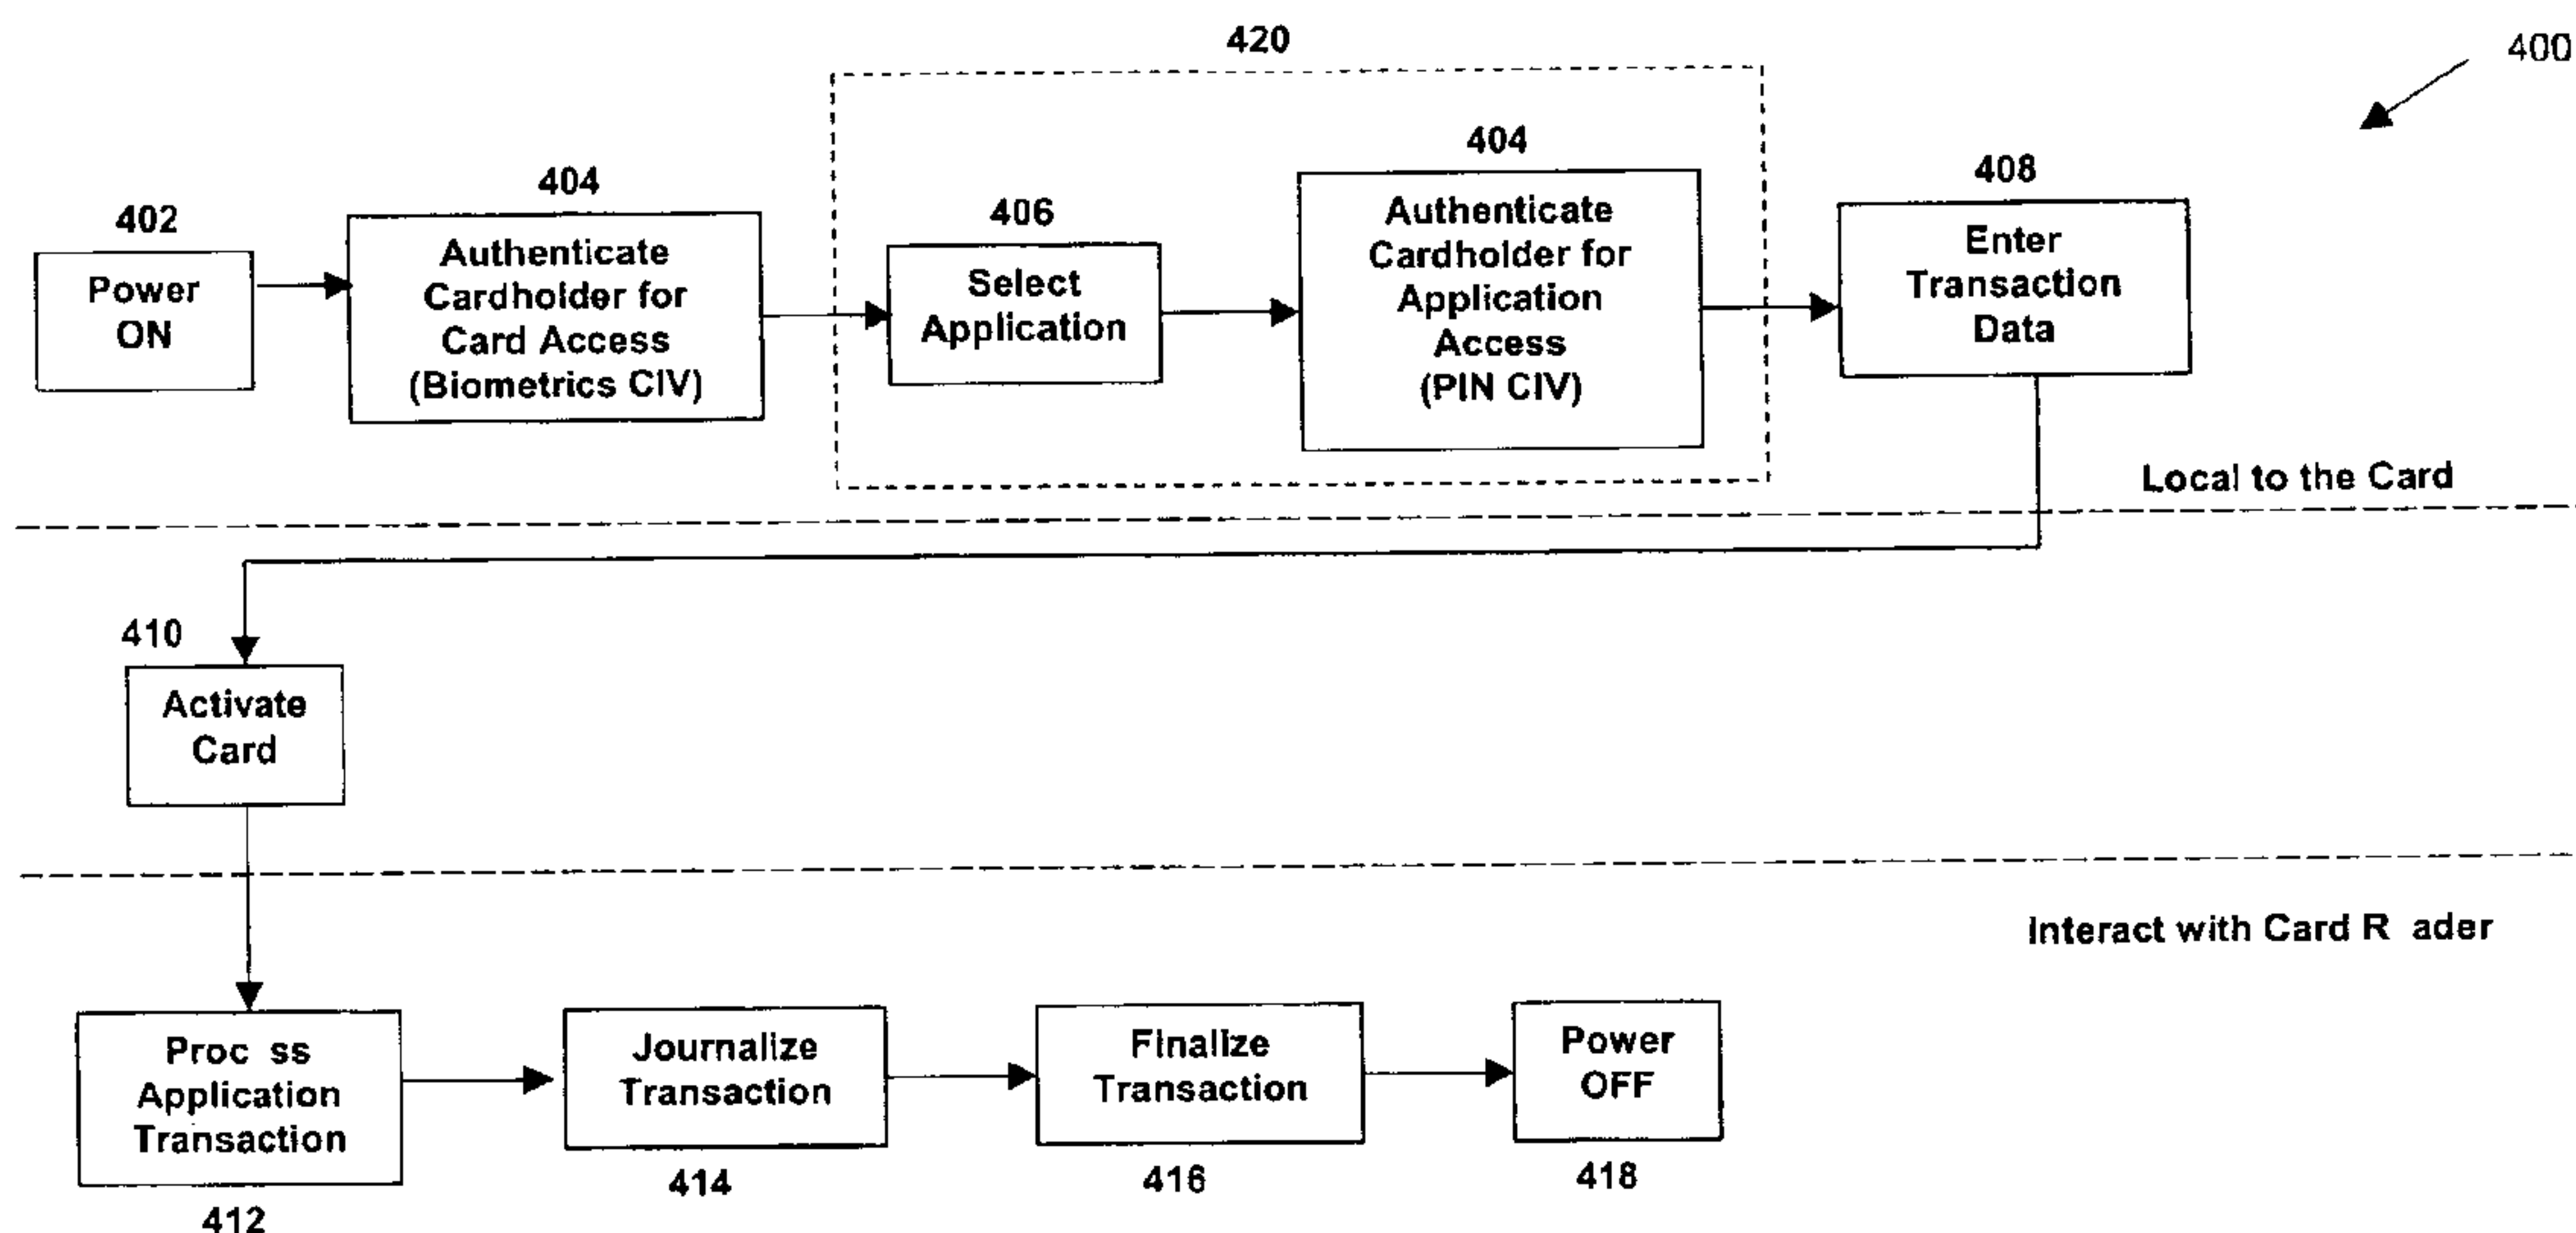 420
400
404
408
404
402
406
Power
ON
Authenticate
Cardholder for
Card Access
(Biometrics CIV)
Select
Application
Authenticate
Cardholder for
Application
Access
(PIN CIV)
Enter
Transaction
Data
Local to the Card
410
Activate
Card
Interact with Card R ader
Proc ss
Application
Transaction
Journalize
Transaction
Finalize
Transaction
Power
OFF
412
414
416
418